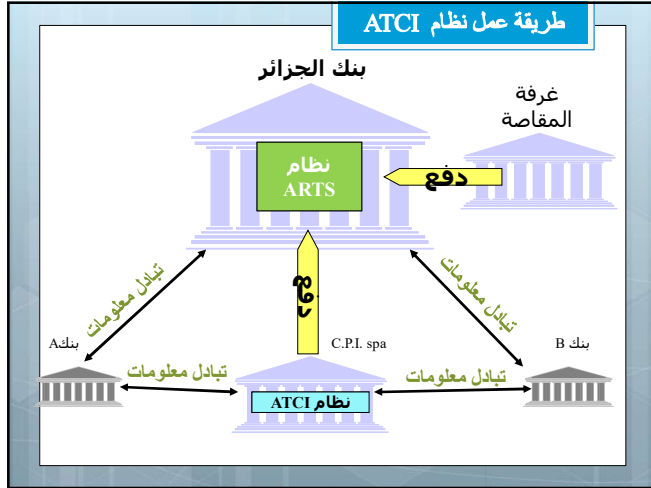 طريقة عمل نظام ATCI
بنك الجزائر
غرفة
المقاصة
نظام
ARTS
دفع
دفع
تبادل معلومات
تبادل معلومات
بنكA
C.P.I. spa
بنك B
تبادل معلومات
تبادل معلومات
نظام ATCI